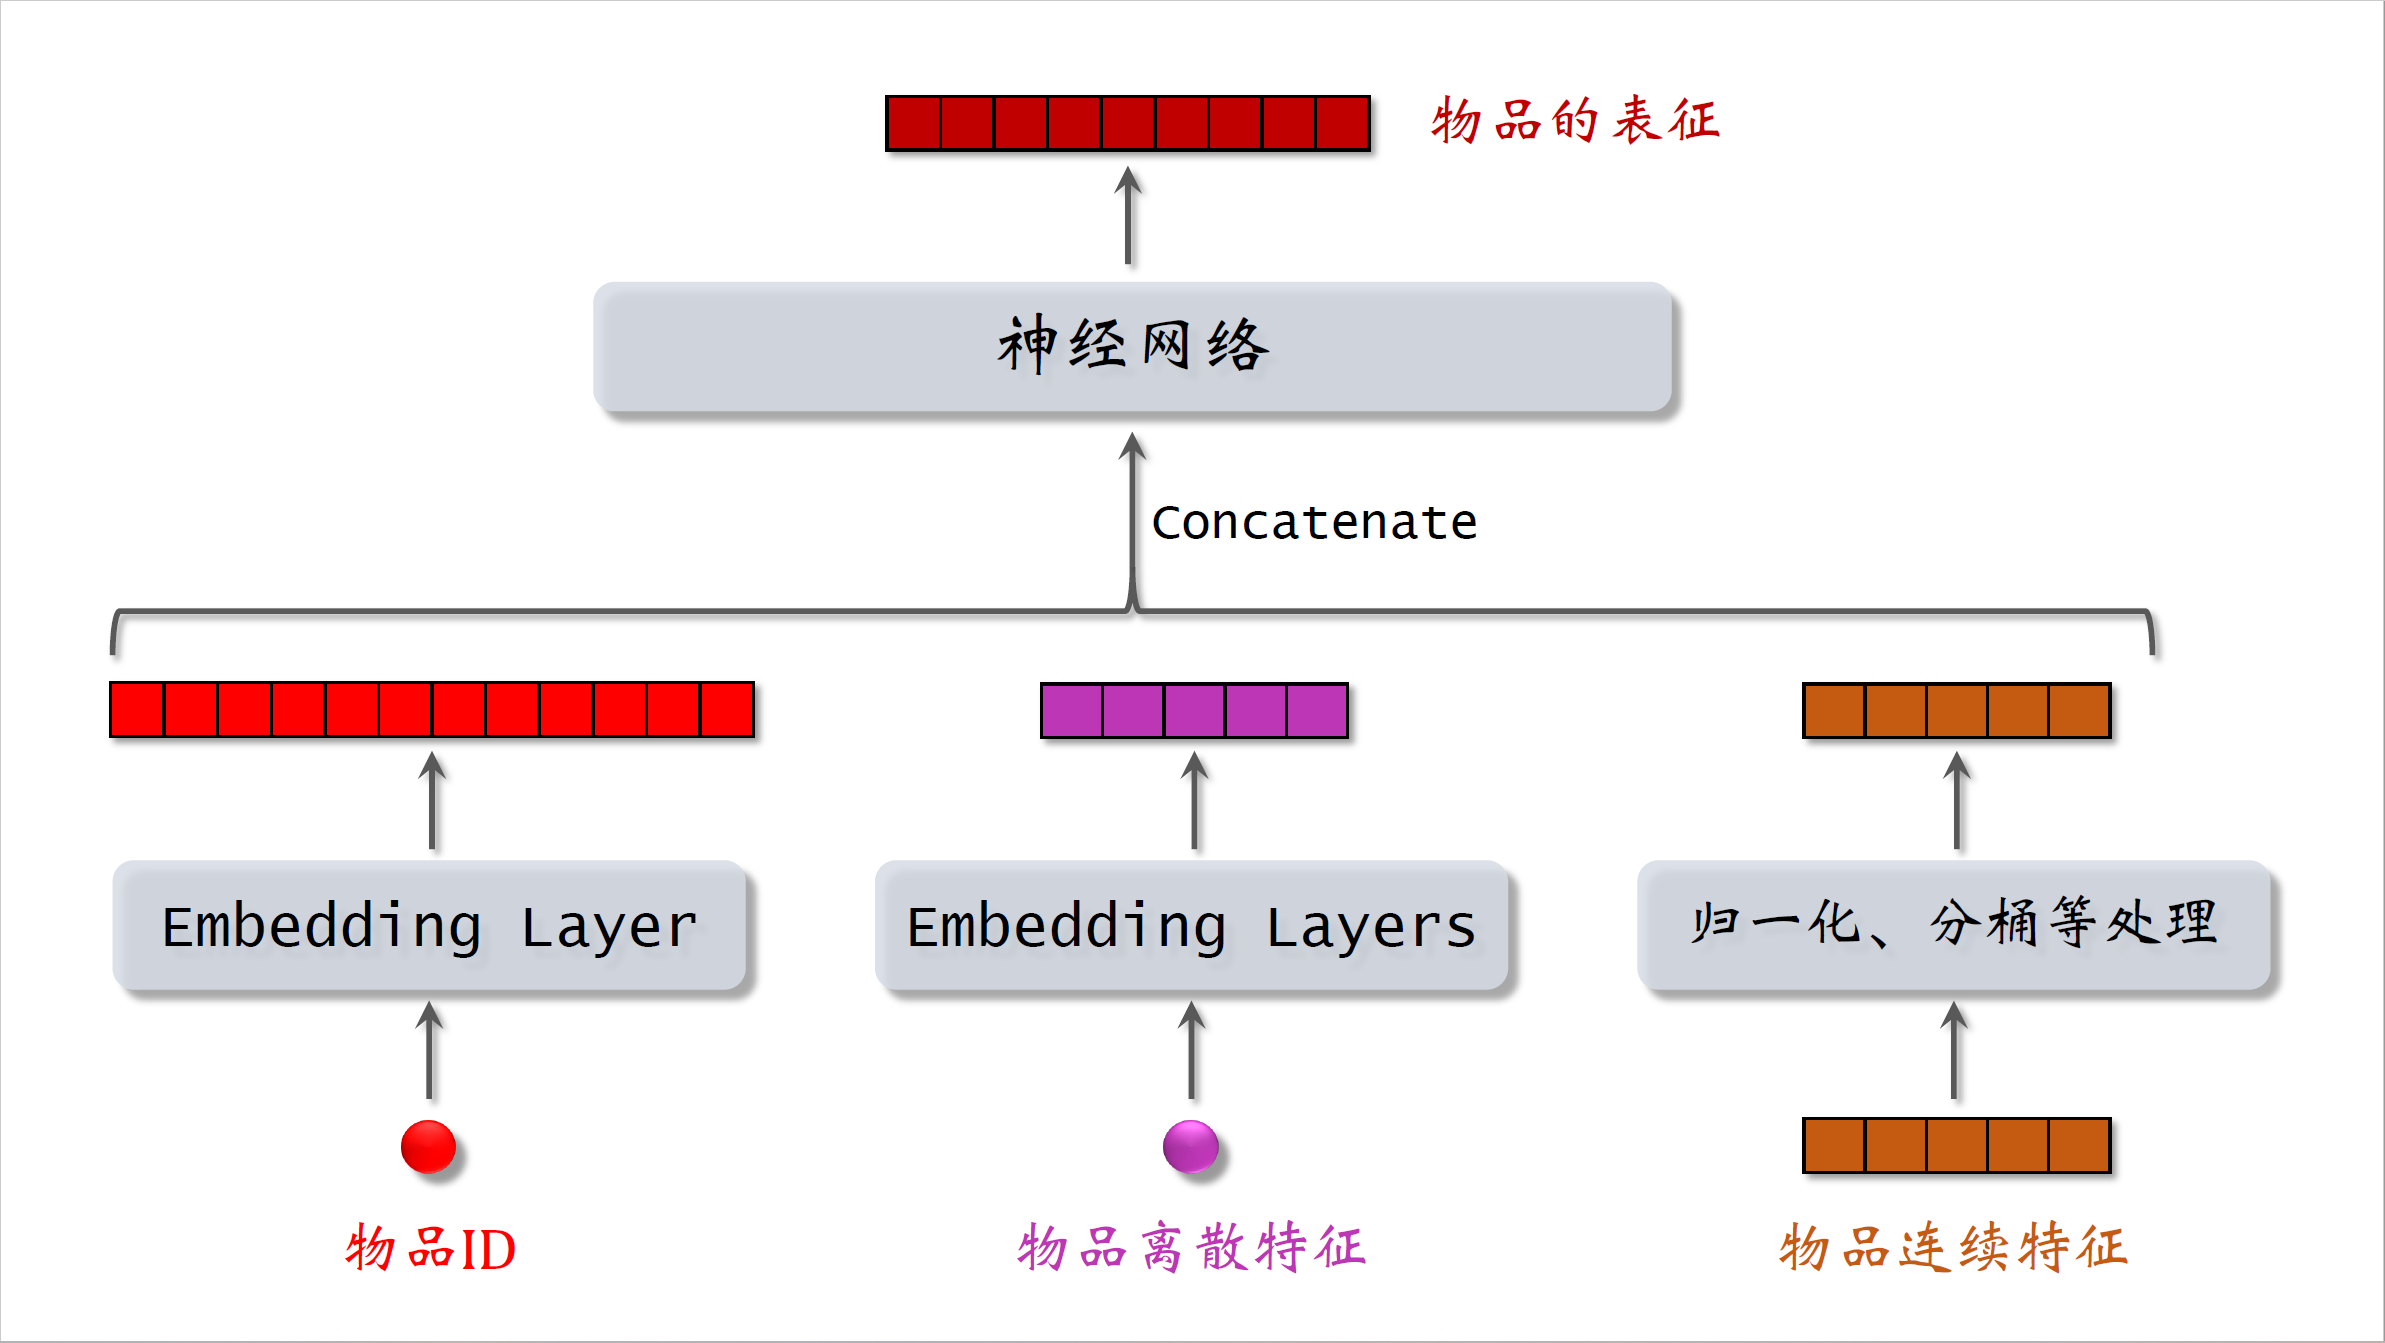 物品的表征
神经网络
Concatenate
Embedding Layer
Embedding Layers
归一化、分桶等处理
物品ID
物品离散特征
物品连续特征